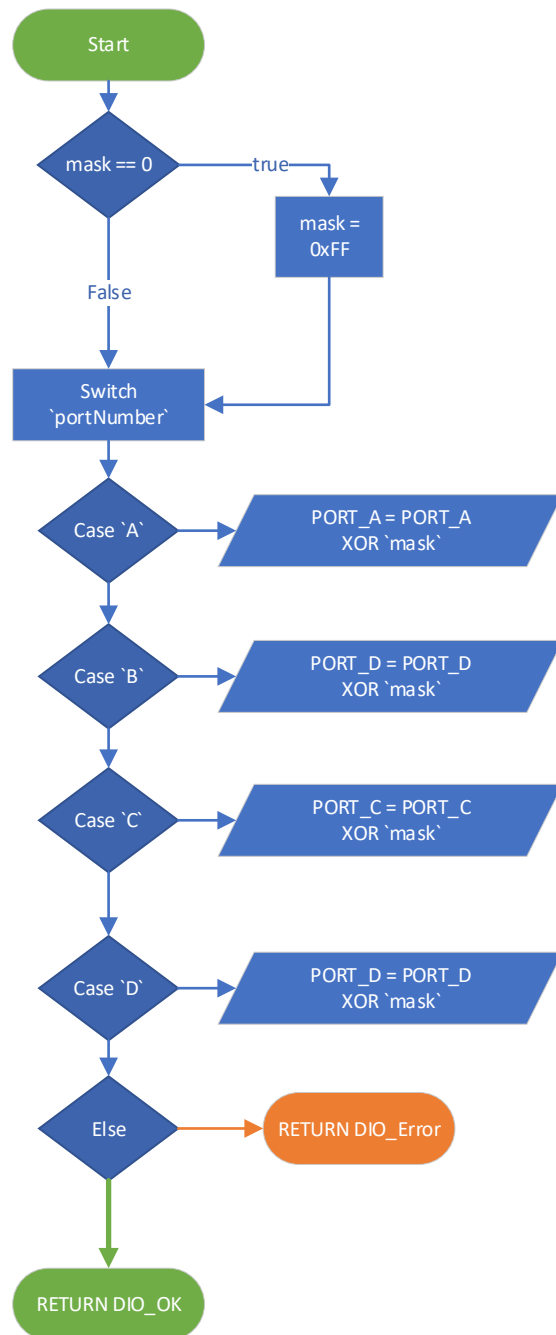 Start
mask == 0
true
mask =
0xFF
False
Switch
`portNumber`
Case `A`
PORT_A = PORT_A
XOR `mask`
Case `B`
PORT_D = PORT_D
XOR `mask`
Case `C`
PORT_C = PORT_C
XOR `mask`
Case `D`
PORT_D = PORT_D
XOR `mask`
Else
RETURN DIO_Error
RETURN DIO_OK